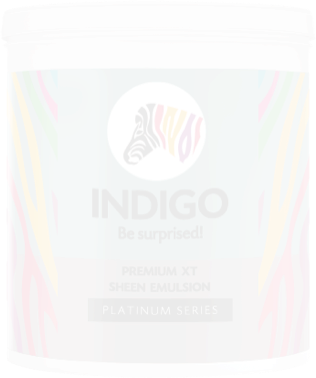 INDIGO
Be surprised!
PREMIUM XT
SHEEN EMULSION
PLATINUM SERIES